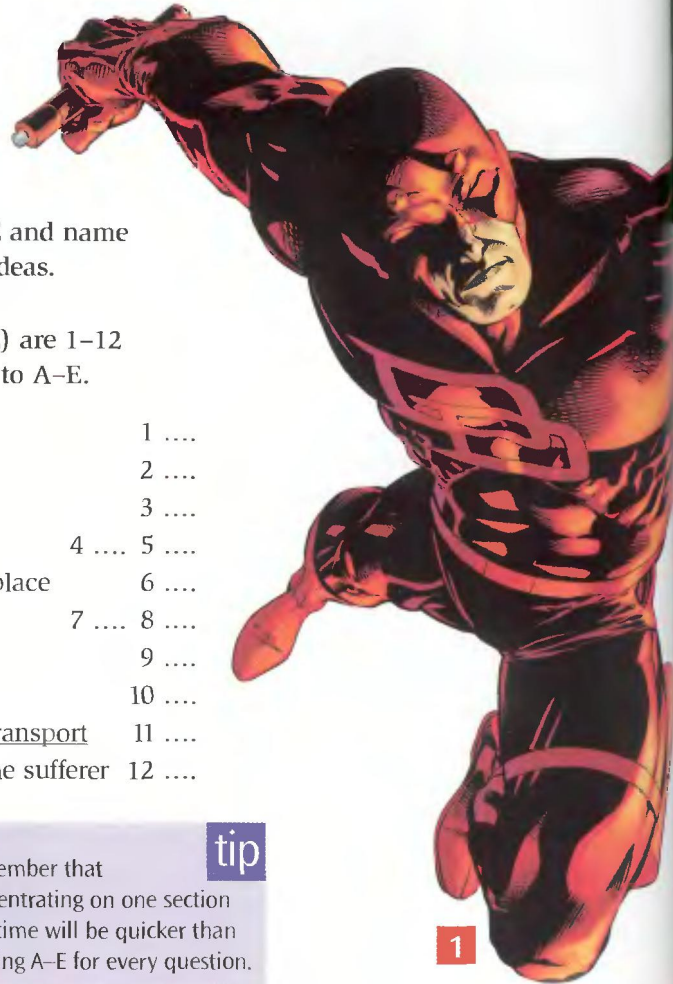 and name
deas.
) are 1–12
to A–E.
1 ....
2 ....
3 ....
4 .... 5 ....
place 6 ....
7 .... 8 ....
9 ....
10 ....
ransport 11 ....
ne sufferer 12 ....
tip
ember that
entrating on one section
time will be quicker than
ing A–E for every question.
1